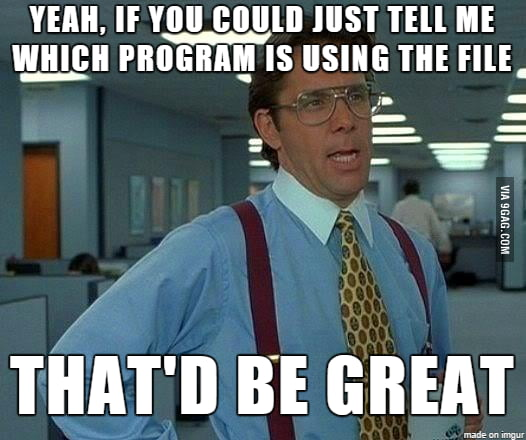 YEAH, IF YOU COULD JUST TELL ME
WHICH PROGRAM IS USING THE FILE
VIA 9GAG.COM
THAT'D BE GREAT
made on imgur